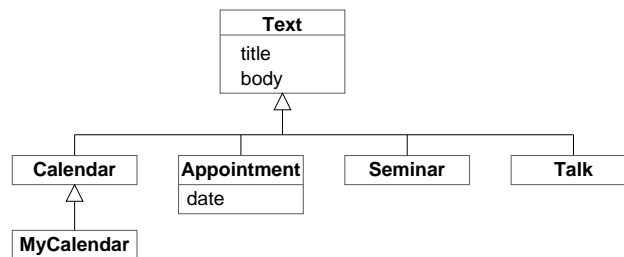 Text
title
body
Calendar Appointment Seminar Talk
date
MyCalendar